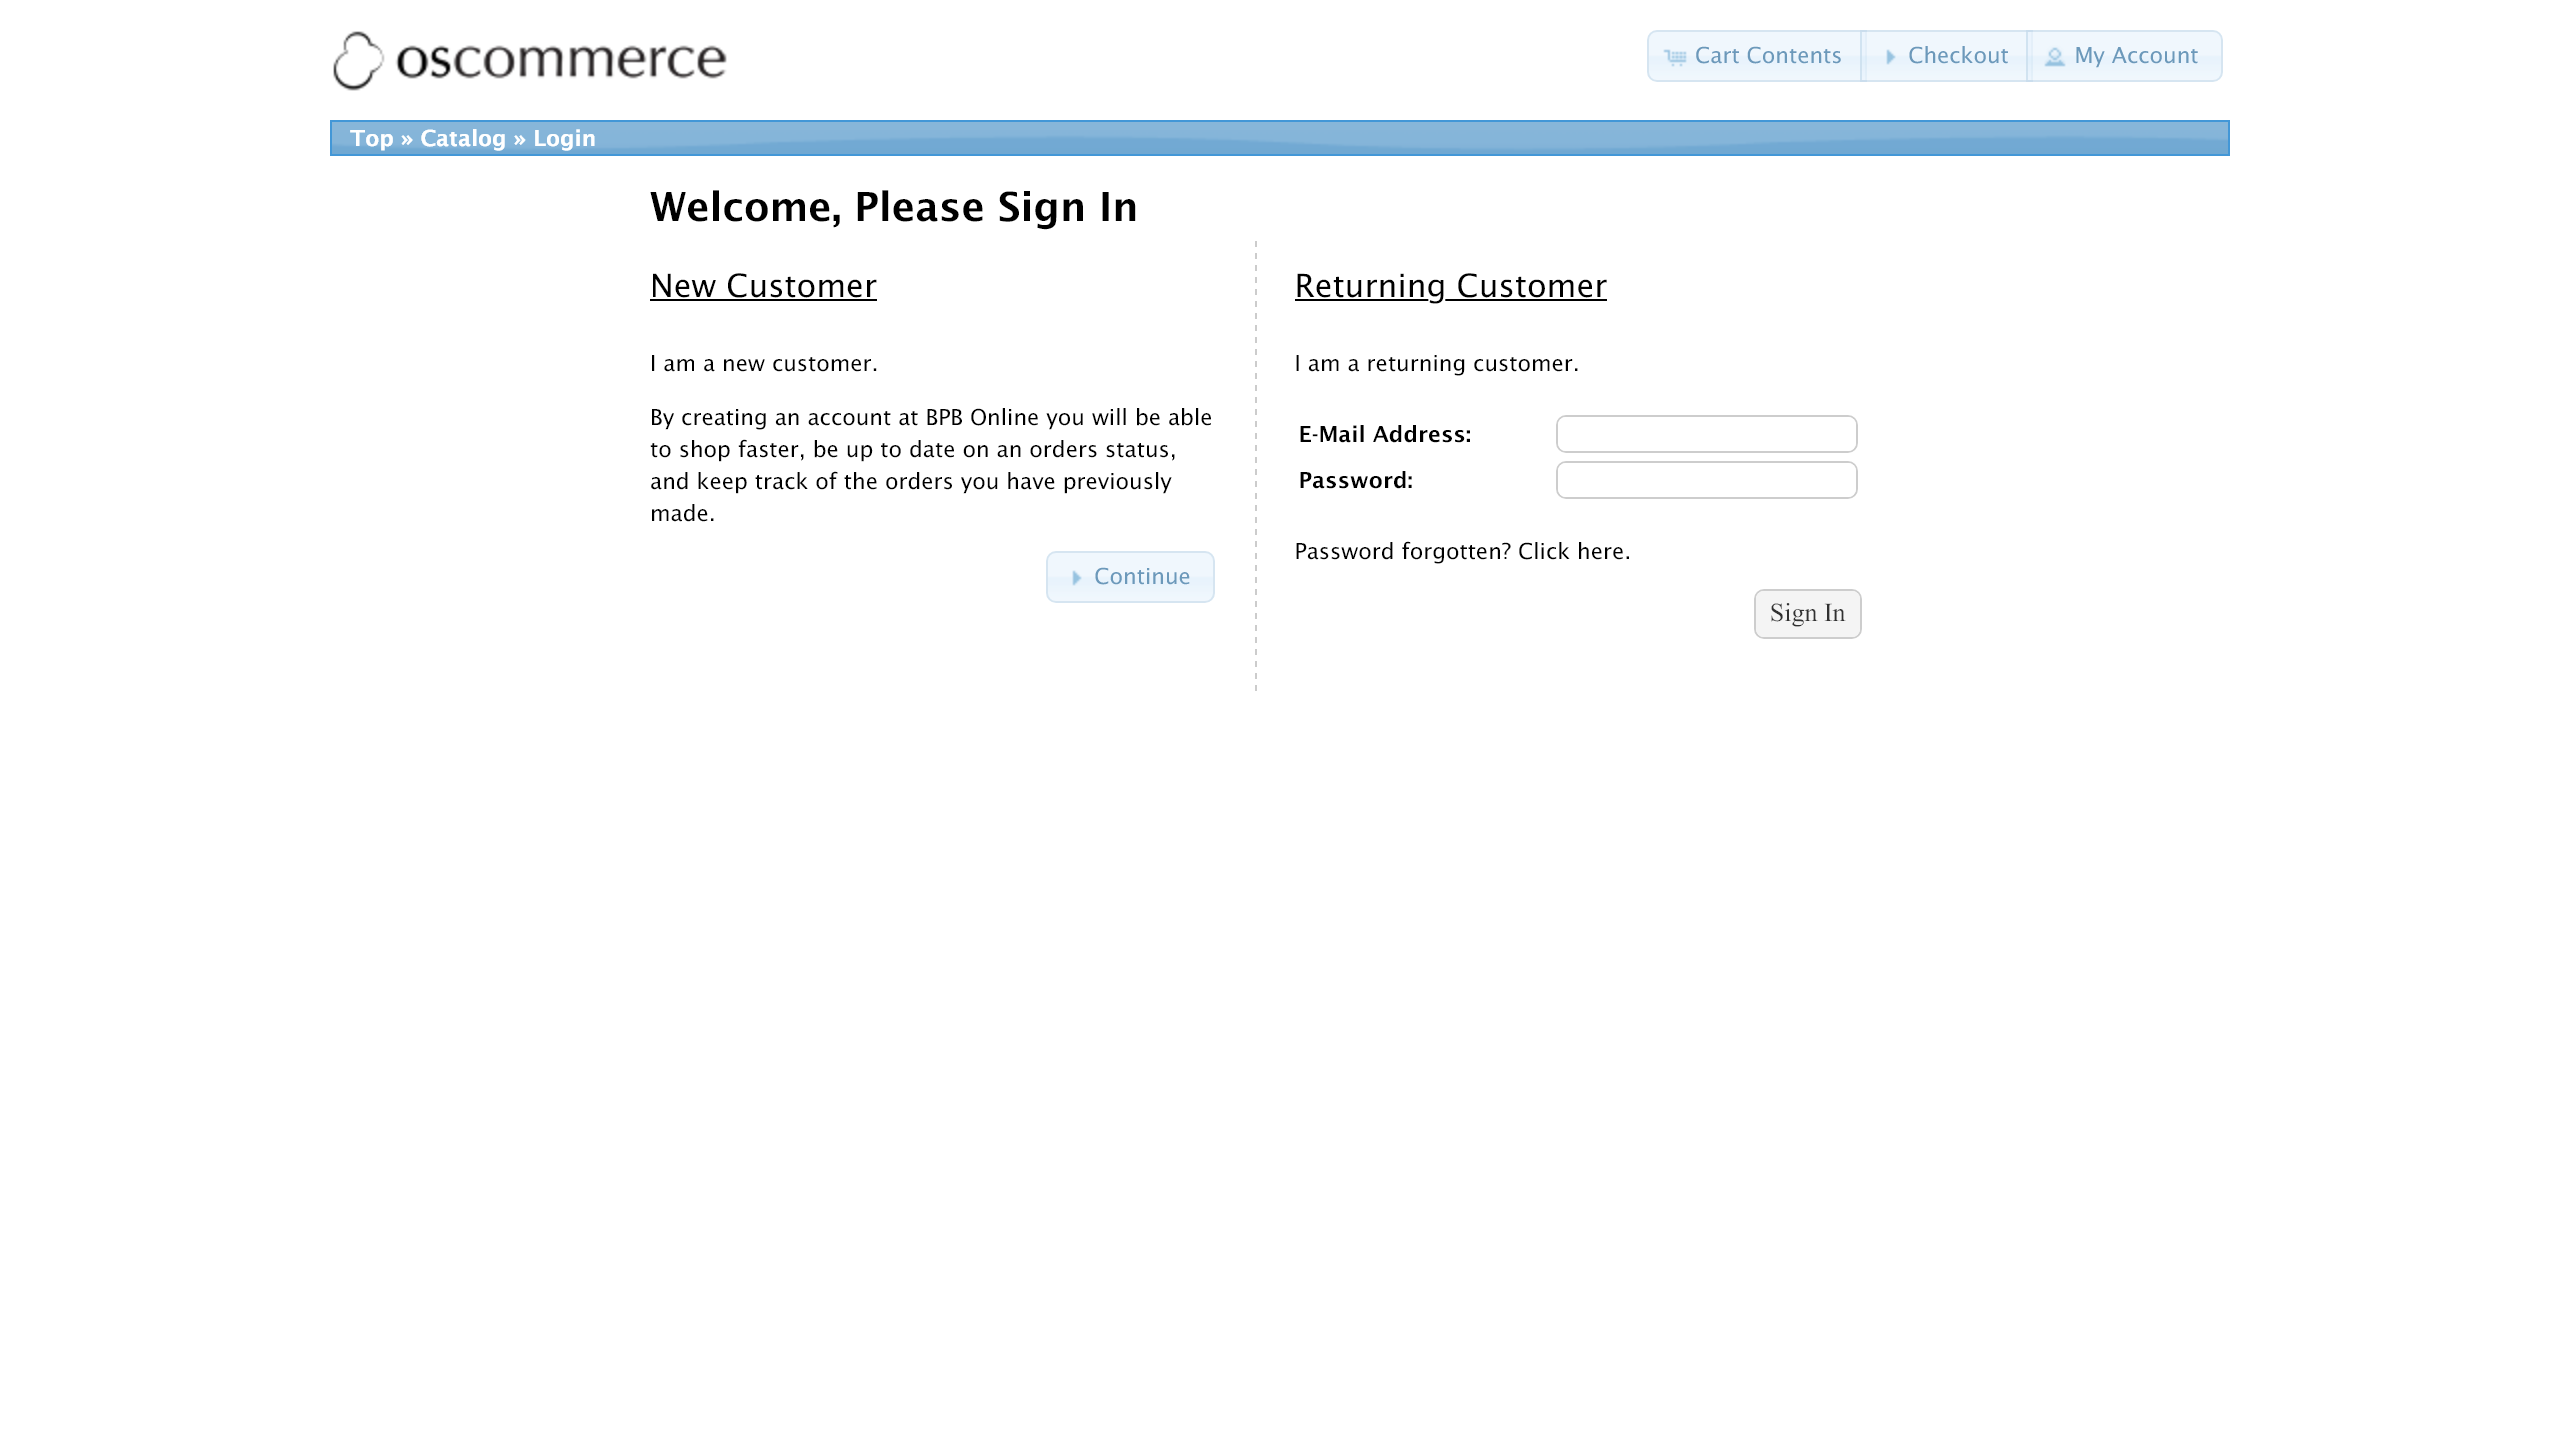 oscommerce
Cart Contents
Checkout
My Account
Top » Catalog » Login
Welcome, Please Sign In
New Customer
I am a new customer.
By creating an account at BPB Online you will be able
to shop faster, be up to date on an orders status,
and keep track of the orders you have previously
made.
Continue
Returning Customer
I am a returning customer.
E-Mail Address:
Password:
Password forgotten? Click here.
Sign In